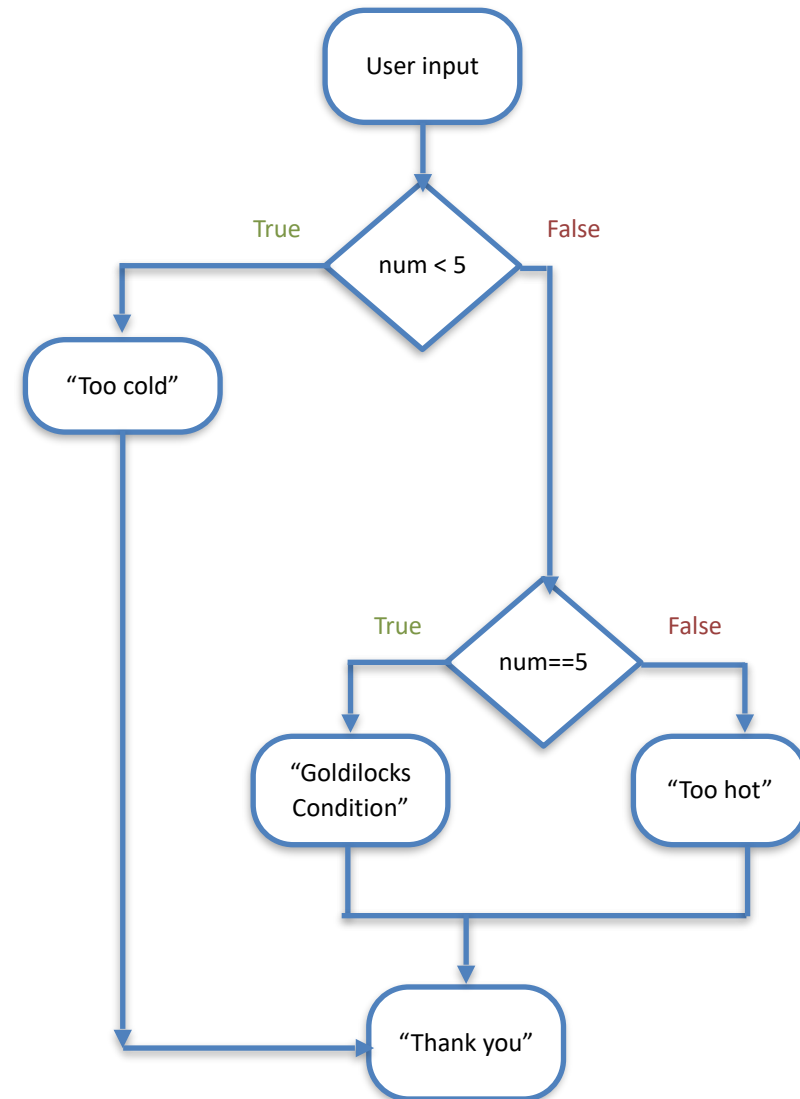 User input
True
False
num < 5
“Too cold”
True
False
num==5
“Goldilocks
Condition”
“Too hot”
“Thank you”